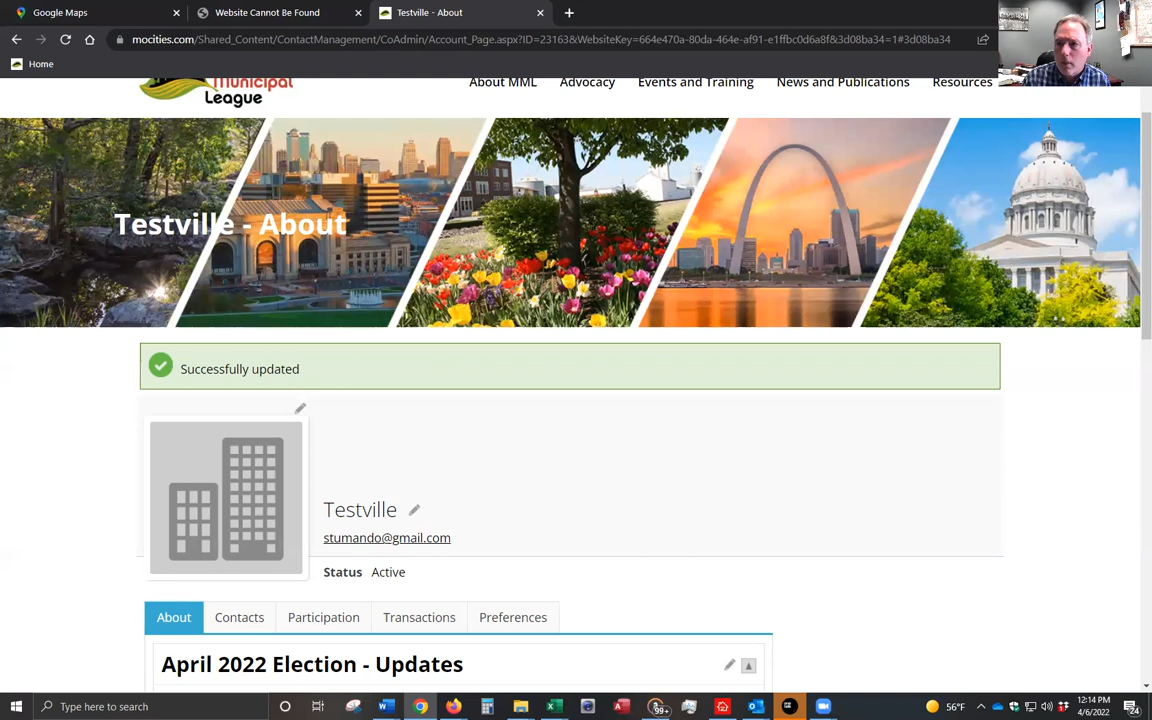 Google Maps
Website Cannot Be Found
Testville - About
mocities.com/Shared_Content/ContactManagement/CoAdmin/Account_Page.aspx?ID=23163&WebsiteKey=664e470a-80da-464e-af91-e1ffbc0d6a8f&3d08ba34=1#3d08ba34
Home
Municipal
League
About MML Advocacy Events and Training News and Publications Resources
Testville - About
Successfully updated
Testville
stumando@gmail.com
Status Active
About Contacts Participation Transactions Preferences
April 2022 Election - Updates
Type here to search
99+
56°F
12:14 PM
4/6/2022
24